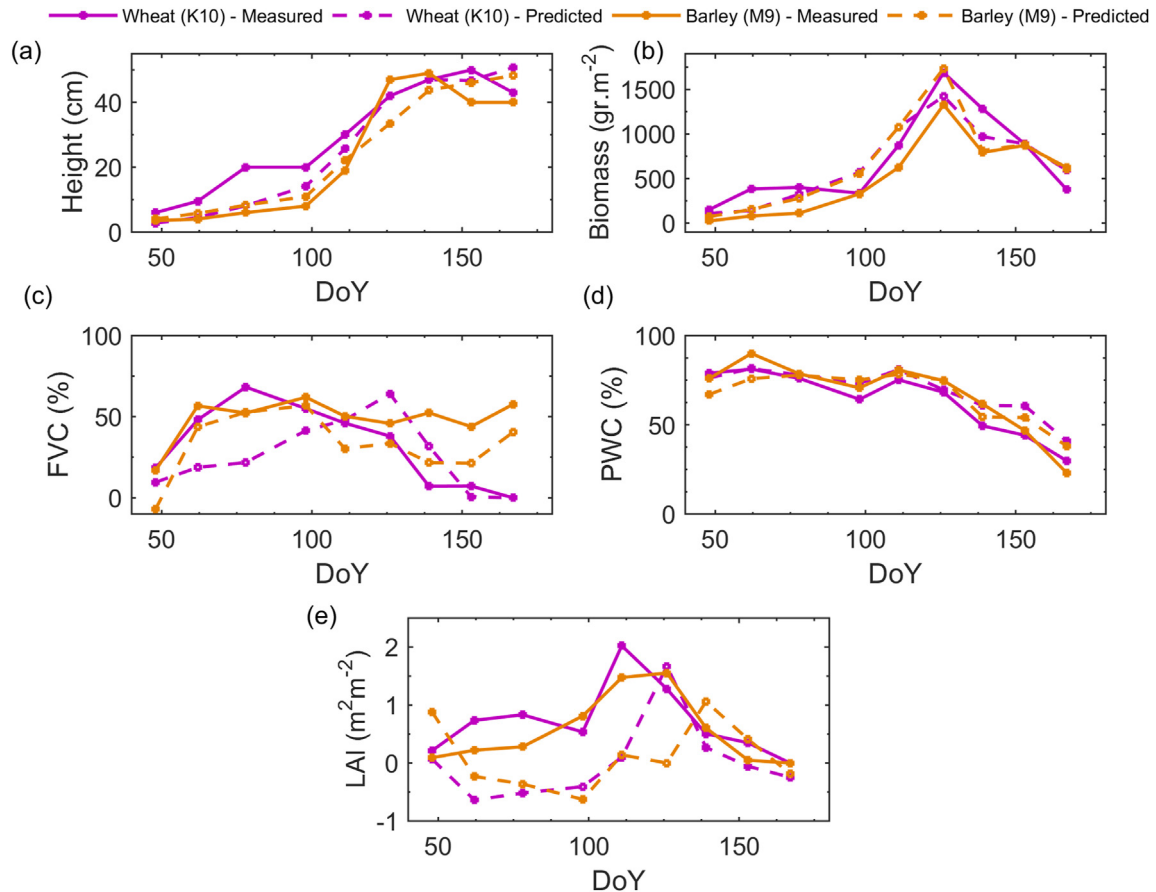 Wheat (K10) - Measured Wheat (K10) - Predicted Barley (M9) - Measured Barley (M9) - Predicted
(a)
Height (cm)
40
20
0
50 100 150
DoY
(b)
Biomass (gr.m-2)
1500
1000
500
0
50 100 150
DoY
(c)
FVC (%)
100
50
0
50 100 150
DoY
(d)
PWC (%)
100
50
0
50 100 150
DoY
(e)
LAI (m²m-2)
2
1
0
-1
50 100 150
DoY